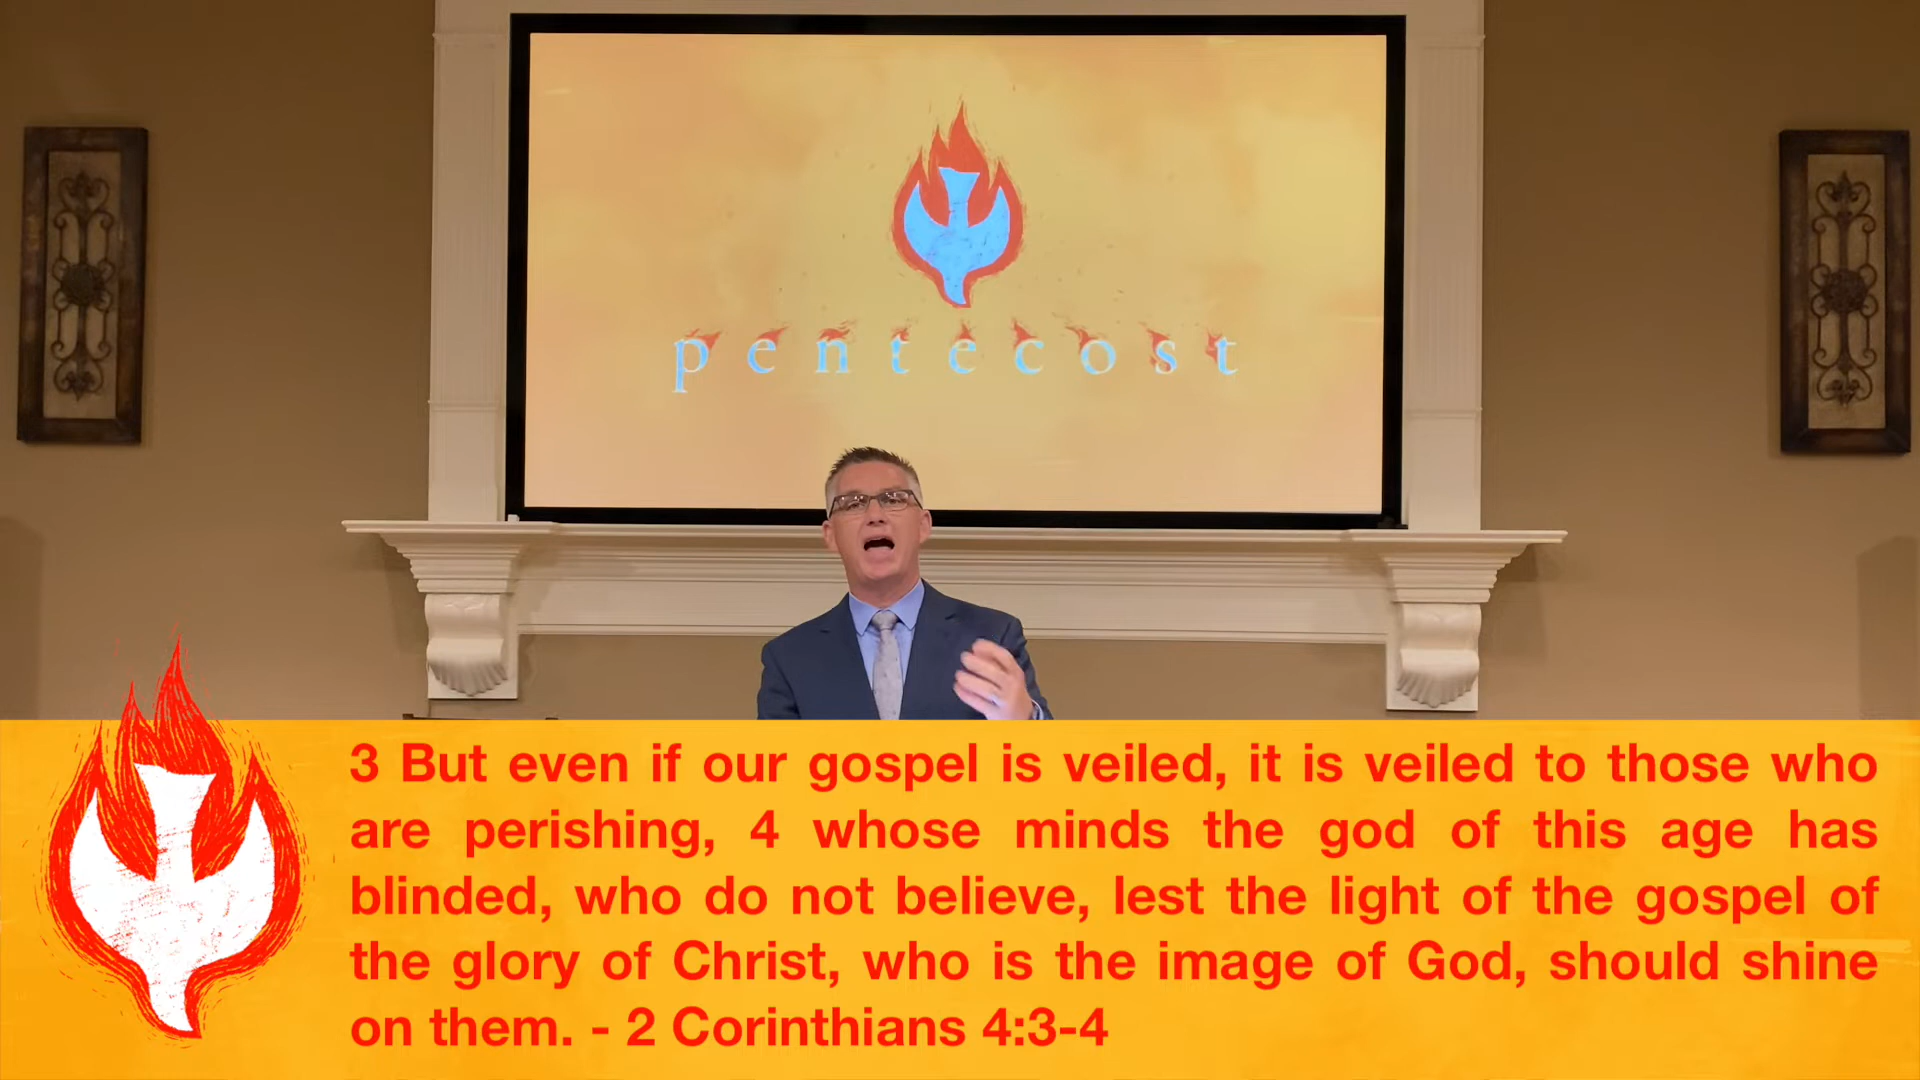 pentecost
3 But even if our gospel is veiled, it is veiled to those who
are perishing, 4 whose minds the god of this age has
blinded, who do not believe, lest the light of the gospel of
the glory of Christ, who is the image of God, should shine
on them. - 2 Corinthians 4:3-4